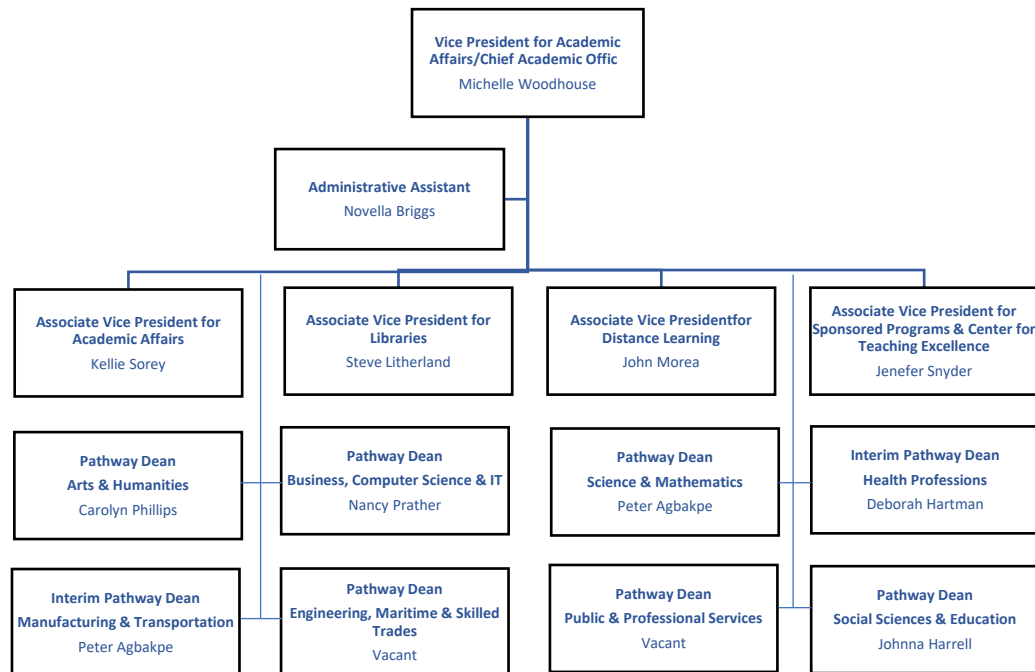 Vice President for Academic
Affairs/Chief Academic Offic
Michelle Woodhouse
Administrative Assistant
Novella Briggs
Associate Vice President for
Academic Affairs
Kellie Sorey
Associate Vice President for
Libraries
Steve Litherland
Associate Vice Presidentfor
Distance Learning
John Morea
Associate Vice President for
Sponsored Programs & Center for
Teaching Excellence
Jenefer Snyder
Pathway Dean
Arts & Humanities
Carolyn Phillips
Pathway Dean
Business, Computer Science & IT
Nancy Prather
Pathway Dean
Science & Mathematics
Peter Agbakpe
Interim Pathway Dean
Health Professions
Deborah Hartman
Interim Pathway Dean
Manufacturing & Transportation
Peter Agbakpe
Pathway Dean
Engineering, Maritime & Skilled
Trades
Vacant
Pathway Dean
Public & Professional Services
Vacant
Pathway Dean
Social Sciences & Education
Johnna Harrell